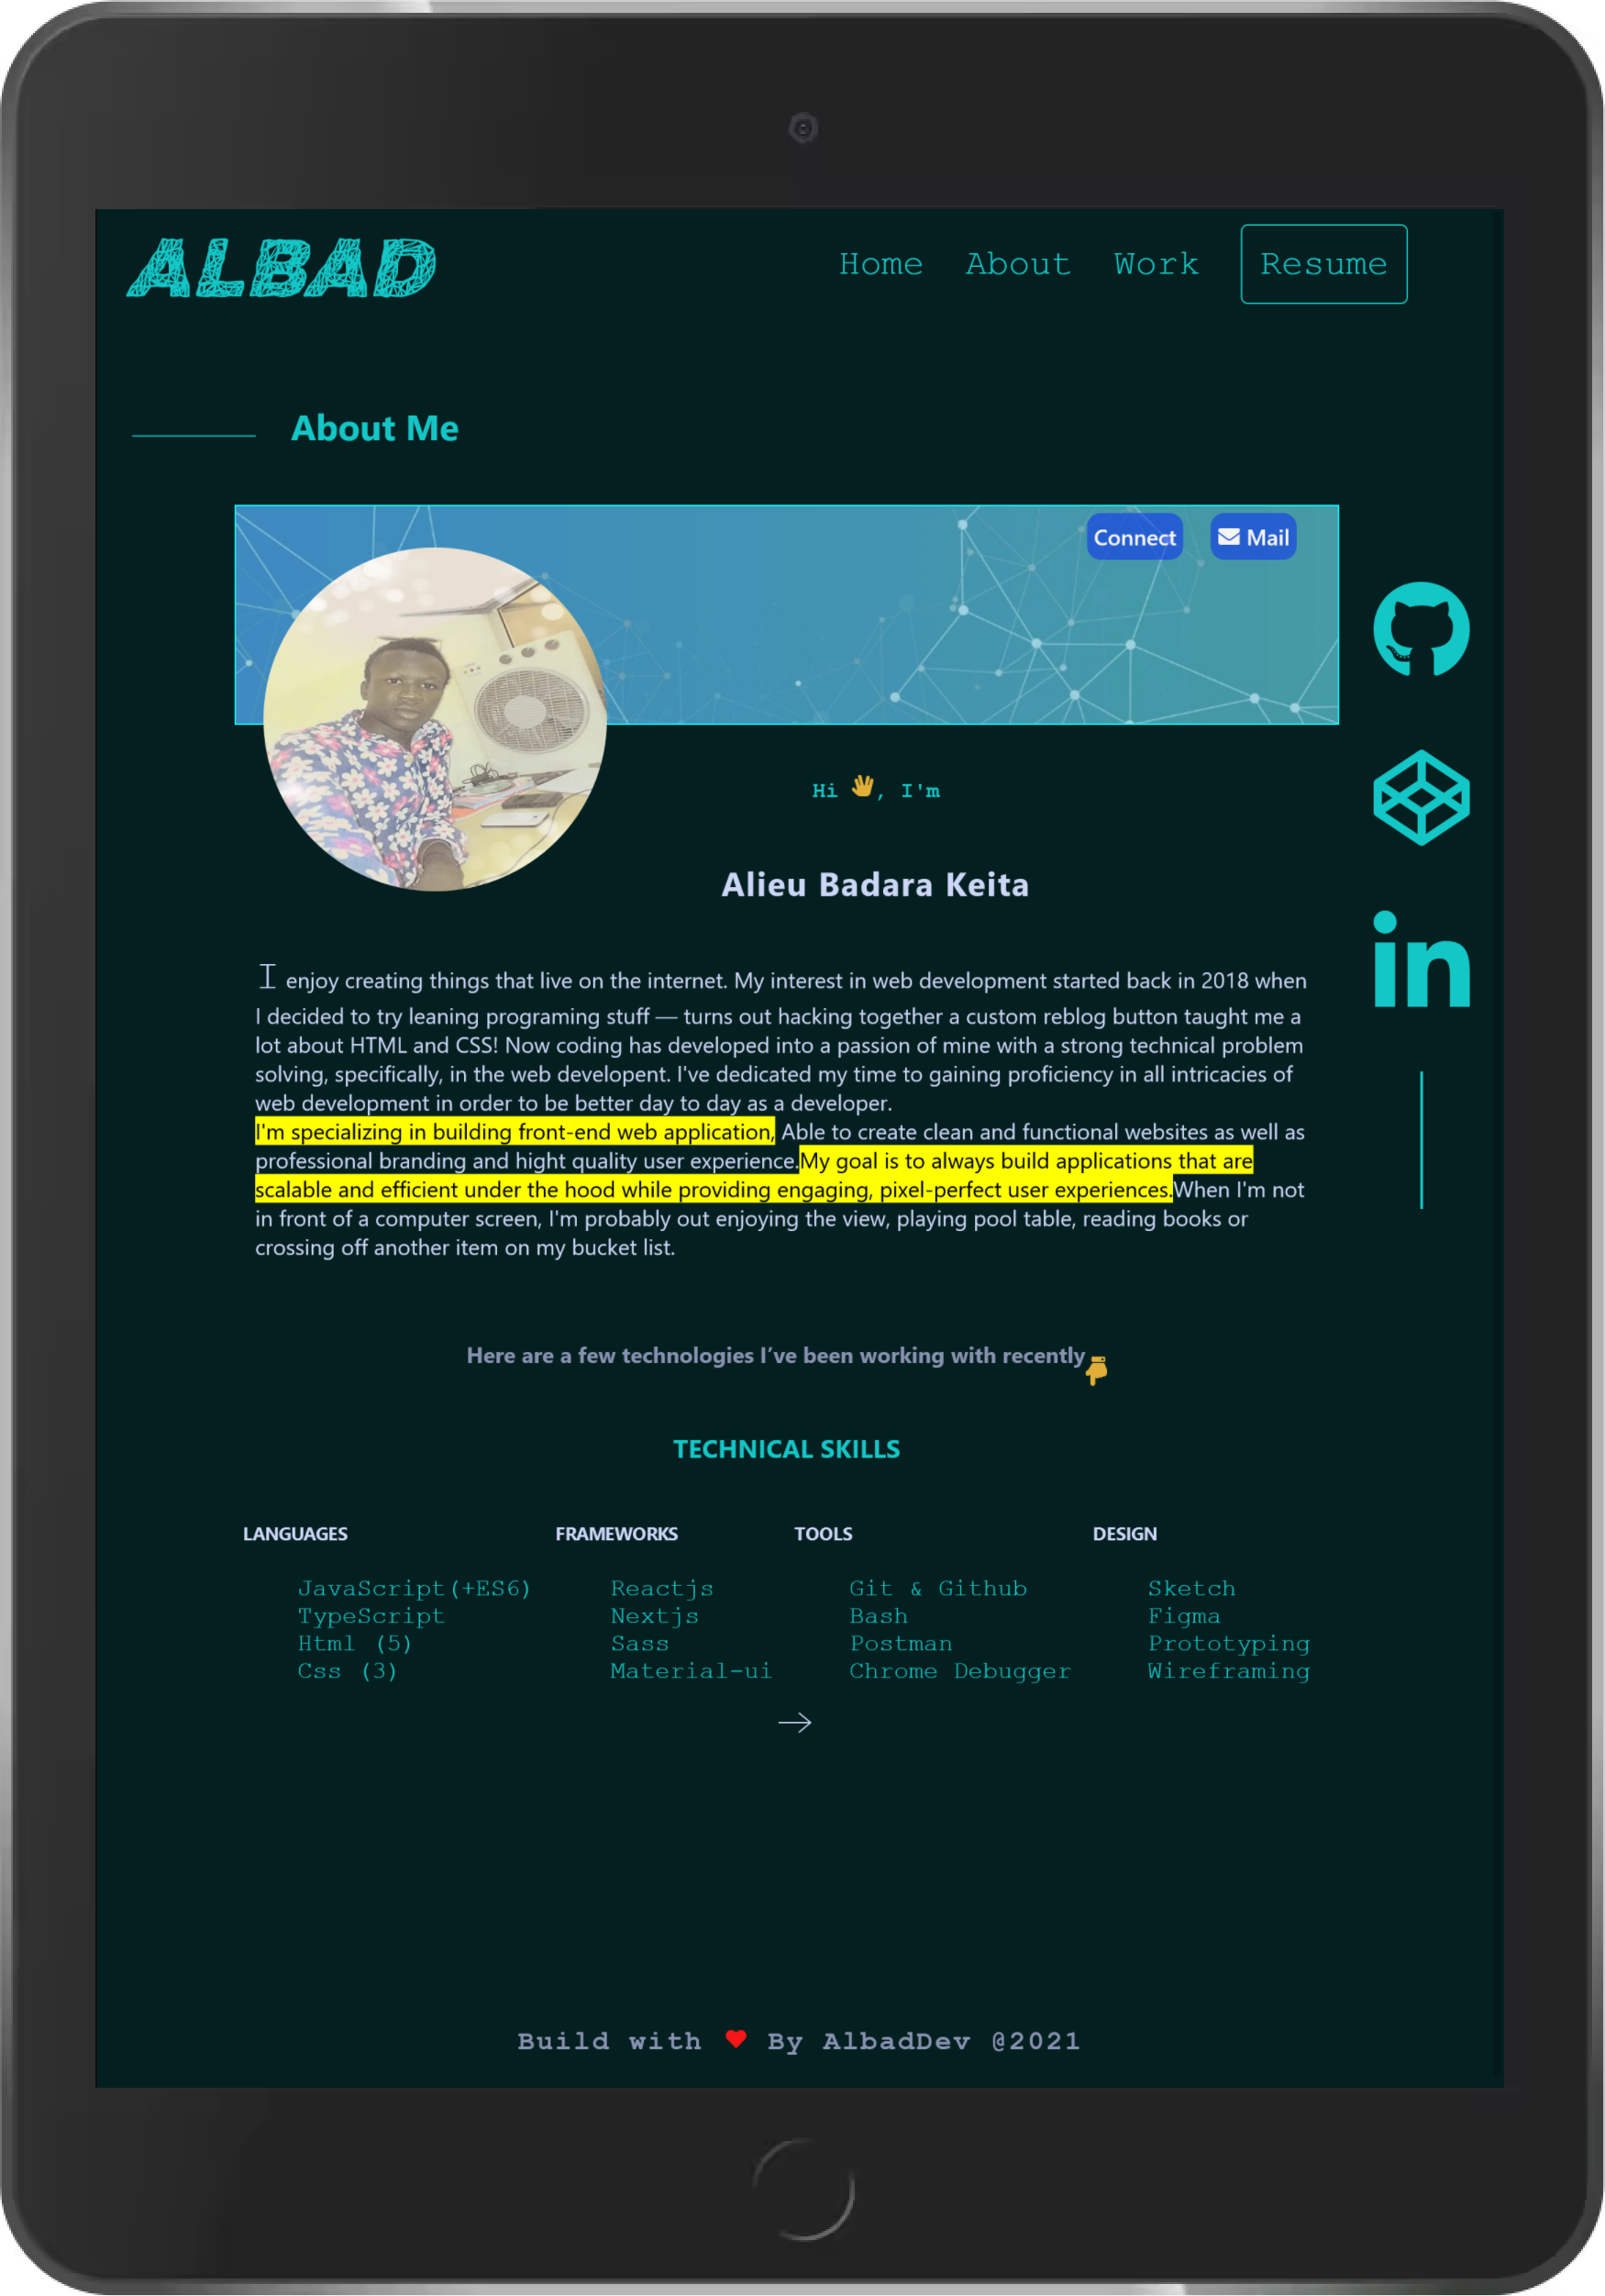 ALBAD
Home About Work Resume
About Me
Connect Mail
Hi 👋, I'm
Alieu Badara Keita
I enjoy creating things that live on the internet. My interest in web development started back in 2018 when
I decided to try leaning programing stuff — turns out hacking together a custom reblog button taught me a
lot about HTML and CSS! Now coding has developed into a passion of mine with a strong technical problem
solving, specifically, in the web developent. I've dedicated my time to gaining proficiency in all intricacies of
web development in order to be better day to day as a developer.
I'm specializing in building front-end web application, Able to create clean and functional websites as well as
professional branding and hight quality user experience.My goal is to always build applications that are
scalable and efficient under the hood while providing engaging, pixel-perfect user experiences.When I'm not
in front of a computer screen, I'm probably out enjoying the view, playing pool table, reading books or
crossing off another item on my bucket list.
Here are a few technologies I’ve been working with recently
TECHNICAL SKILLS
LANGUAGES
JavaScript(+ES6)
TypeScript
Html (5)
Css (3)
FRAMEWORKS
Reactjs
Nextjs
Sass
Material-ui
TOOLS
Git & Github
Bash
Postman
Chrome Debugger
DESIGN
Sketch
Figma
Prototyping
Wireframing
Build with ❤ By AlbadDev @2021